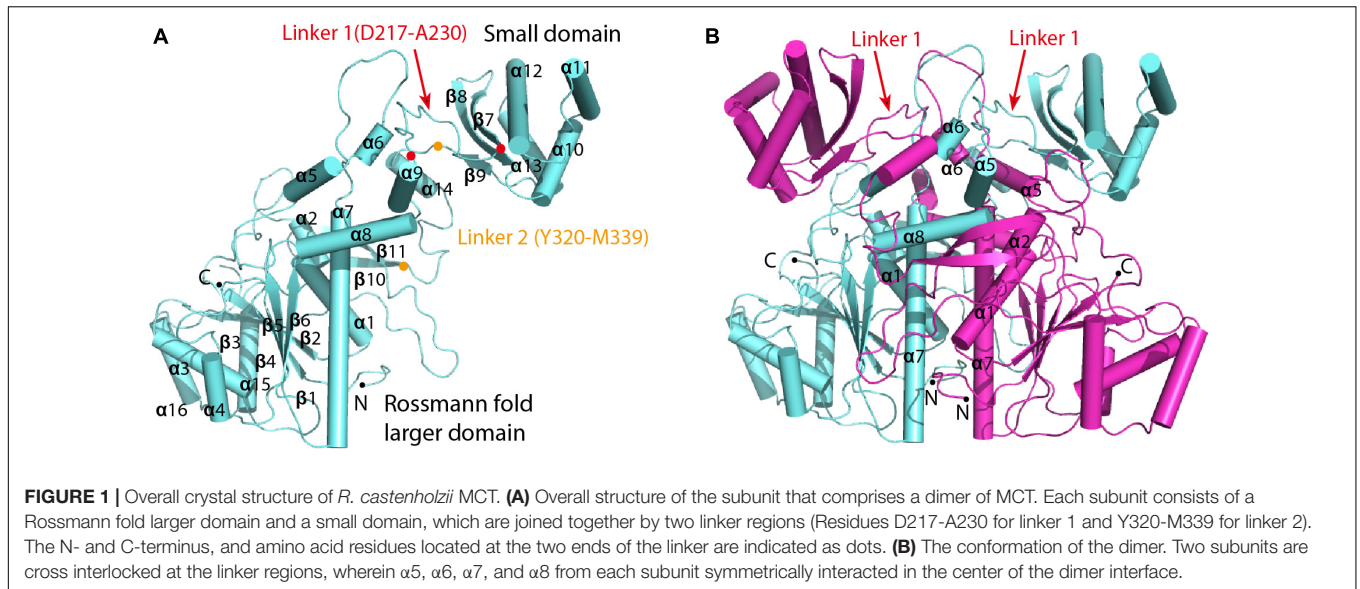 A
Linker 1(D217-A230)
Small domain
α12
α11
β8
β7
α6
α10
α9
α13
α5
β9
α14
α2
α7
α8
Linker 2 (Y320-M339)
β11
C
β10
β5
β6
α1
β3
β2
β4
α3
α15
N
β1
α16
α4
Rossmann fold
larger domain
B
Linker 1
Linker 1
α6
α6
α5
α5
α8
α2
C
α1
C
α1
α7
α7
N
N
FIGURE 1 | Overall crystal structure of R. castenholzii MCT. (A) Overall structure of the subunit that comprises a dimer of MCT. Each subunit consists of a
Rossmann fold larger domain and a small domain, which are joined together by two linker regions (Residues D217-A230 for linker 1 and Y320-M339 for linker 2).
The N- and C-terminus, and amino acid residues located at the two ends of the linker are indicated as dots. (B) The conformation of the dimer. Two subunits are
cross interlocked at the linker regions, wherein α5, α6, α7, and α8 from each subunit symmetrically interacted in the center of the dimer interface.